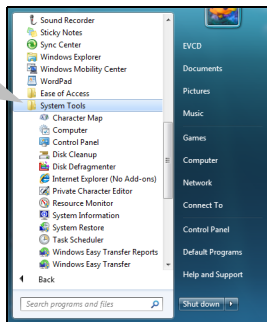 Sound Recorder
Sticky Notes
Sync Center
Windows Explorer
Windows Mobility Center
WordPad
Ease of Access
System Tools
Character Map
Computer
Control Panel
Disk Cleanup
Disk Defragmenter
Internet Explorer (No Add-ons)
Private Character Editor
Resource Monitor
System Information
System Restore
Task Scheduler
Windows Easy Transfer Reports
Windows Easy Transfer
Back
Search programs and files
EVCD
Documents
Pictures
Music
Games
Computer
Network
Connect To
Control Panel
Default Programs
Help and Support
Shut down